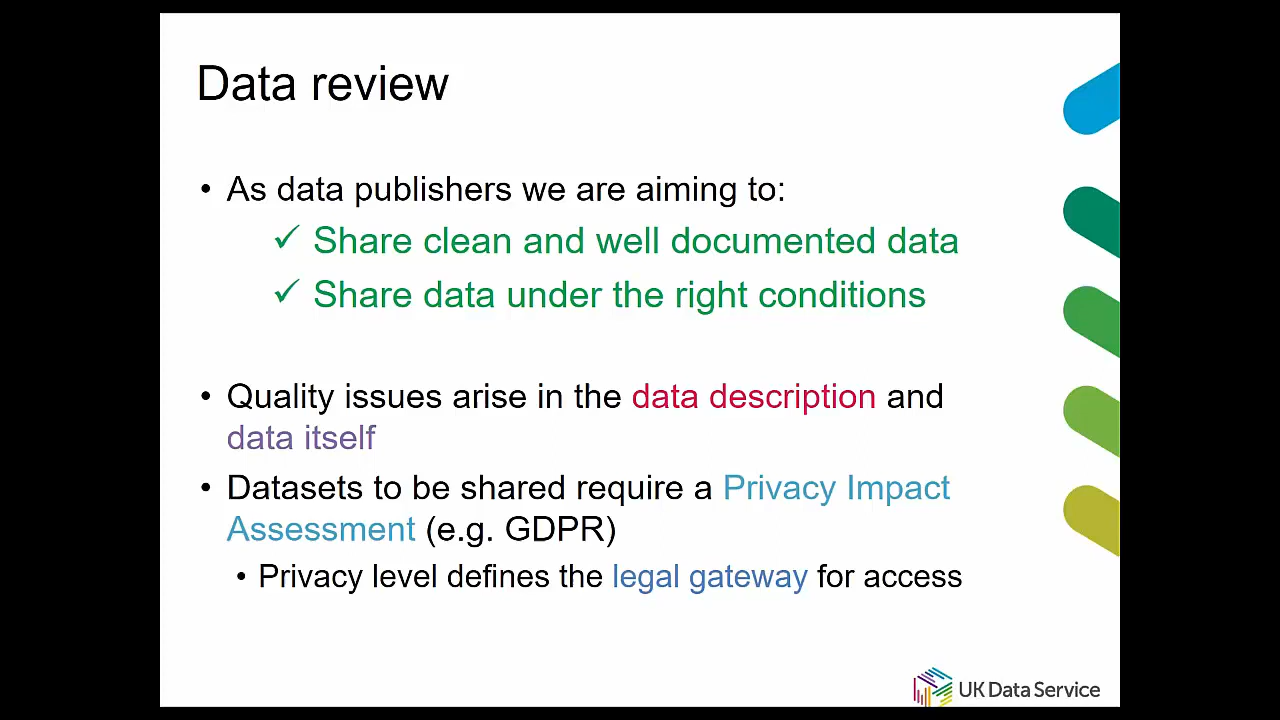 Data review
• As data publishers we are aiming to:
✓ Share clean and well documented data
✓ Share data under the right conditions
• Quality issues arise in the data description and
data itself
• Datasets to be shared require a Privacy Impact
Assessment (e.g. GDPR)
• Privacy level defines the legal gateway for access
UK Data Service